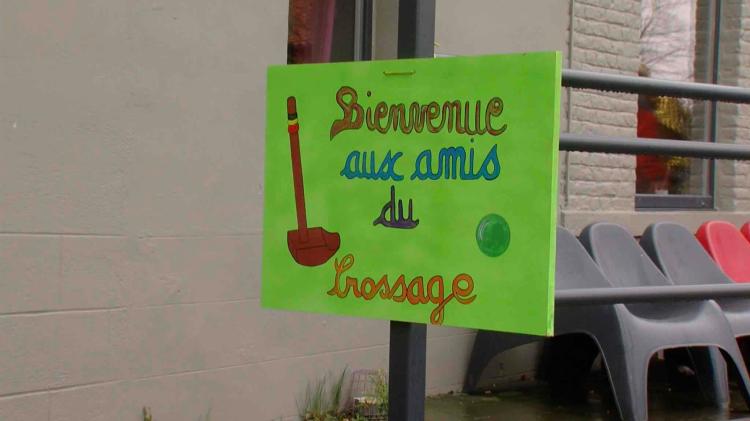 Bienvenue
aux amis
du
Crossage